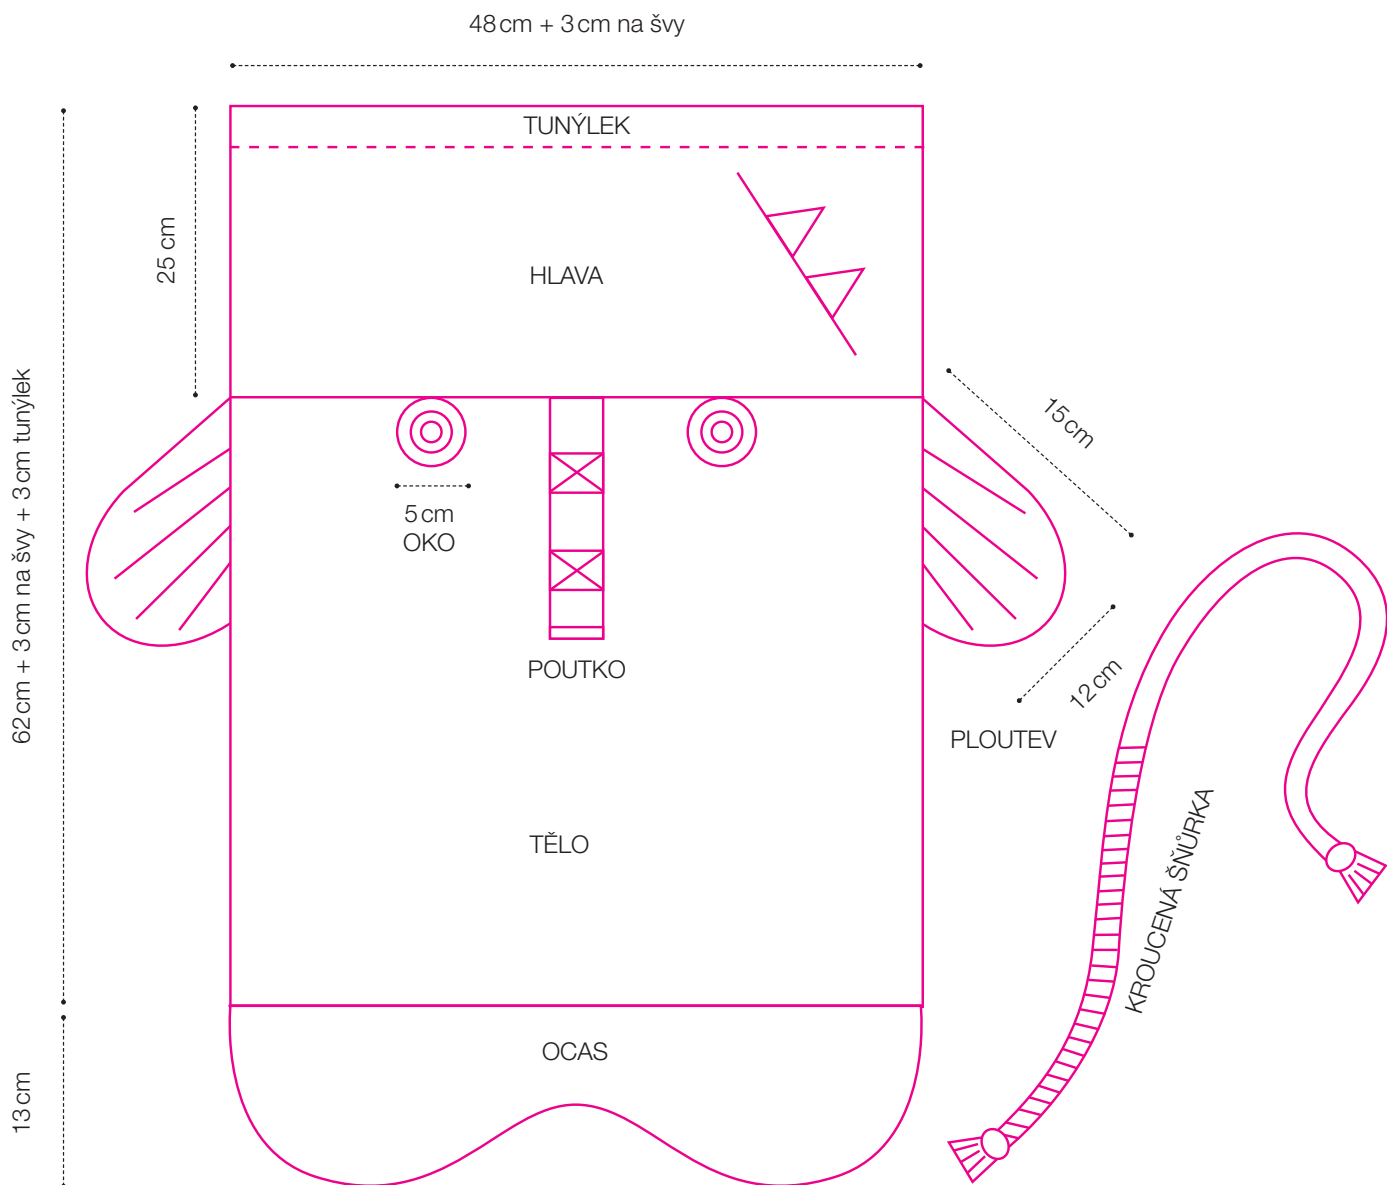 48 cm + 3 cm na švy
TUNÝLEK
25 cm
HLAVA
62 cm + 3 cm na švy + 3 cm tunýlek
15 cm
5 cm
OKO
POUTKO
12 cm
PLOUTEV
TĚLO
KROUCENÁ ŠŇŮRKA
OCAS
13 cm